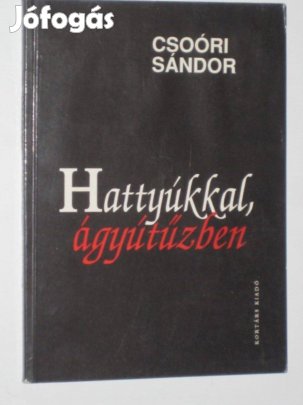 Jófogás
CSOÓRI
SÁNDOR
Hattyúkkal,
ágyútűzben
KORTÁRS KIADÓ